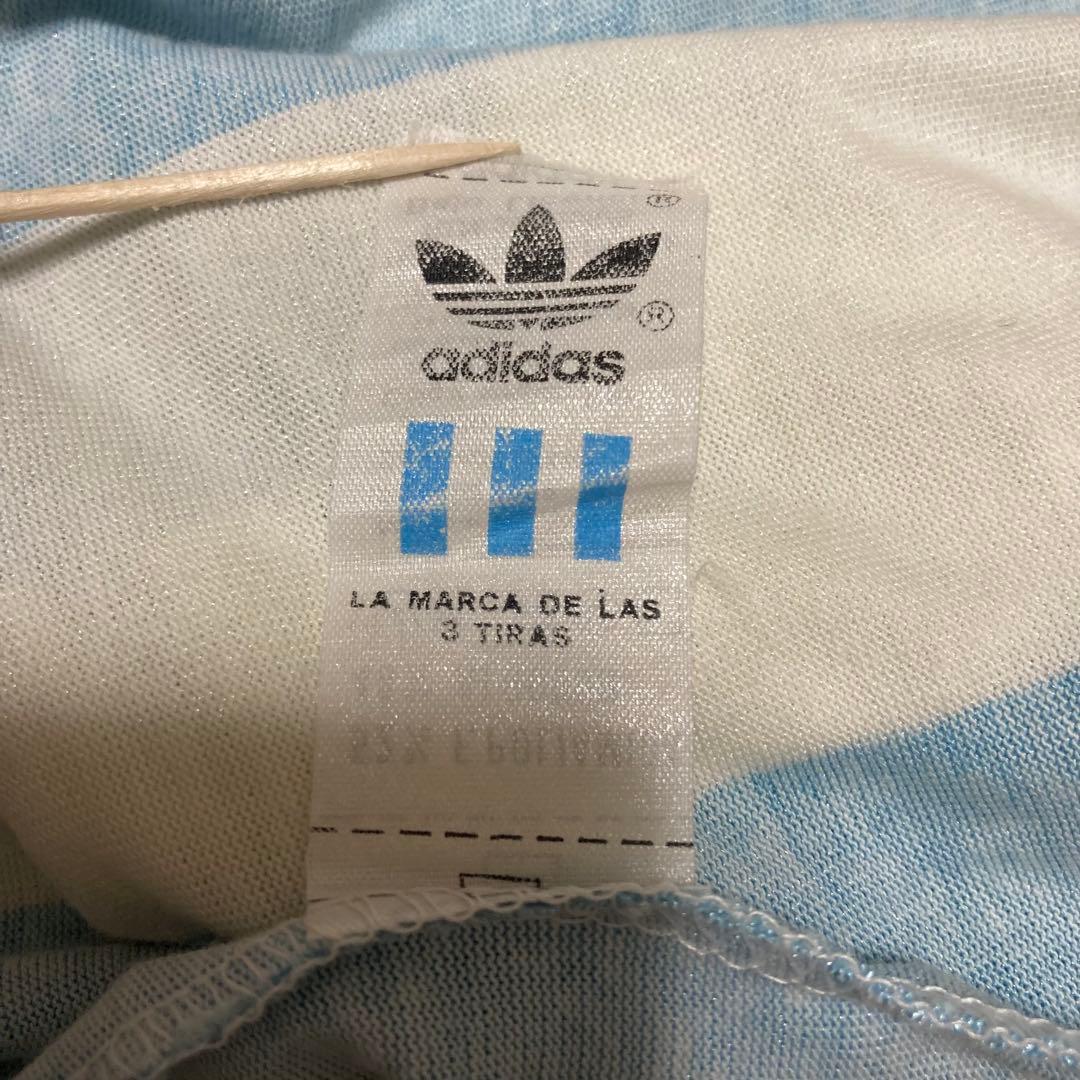 ®
®
adidas
LA MARCA DE LAS
3 TIRAS